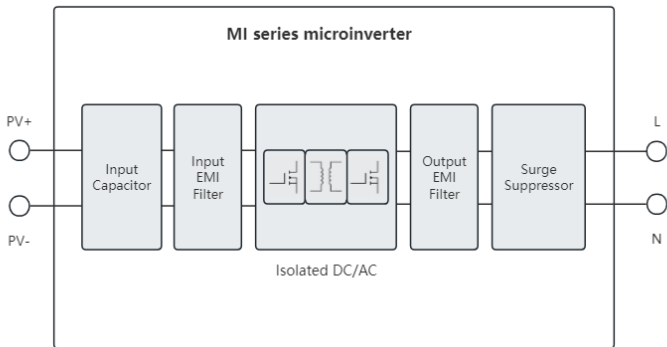 MI series microinverter
PV+
PV-
Input
Capacitor
Input
EMI
Filter
Isolated DC/AC
Output
EMI
Filter
Surge
Suppressor
L
N